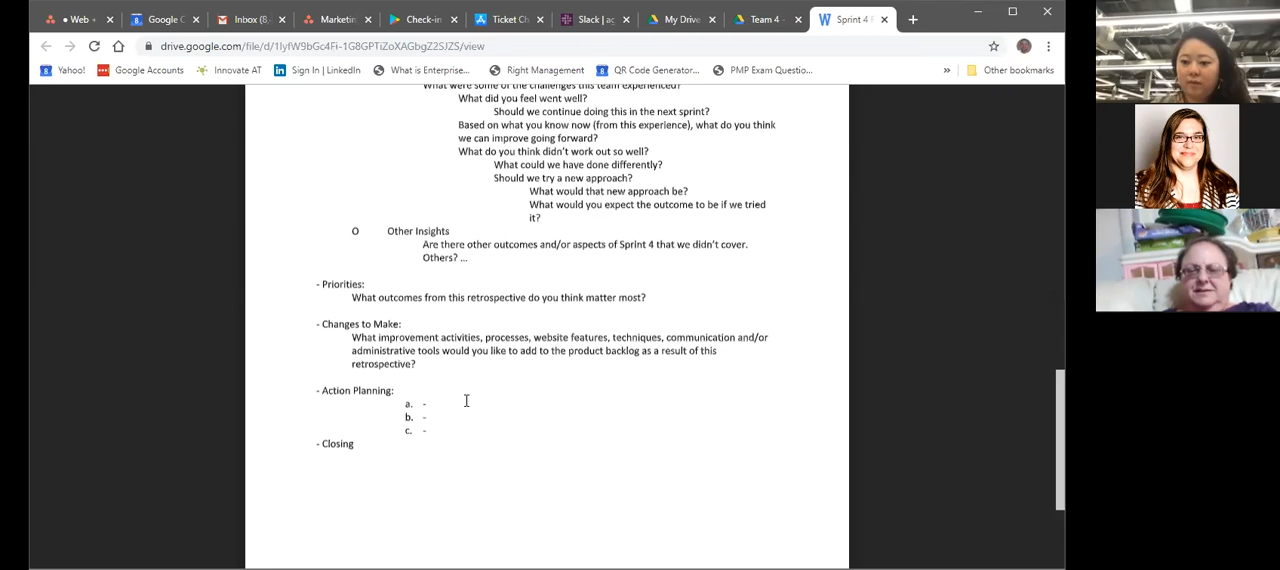 Web
Google C
Inbox (8,
Marketin
Check-in
Ticket Ch
Slack | ac
My Drive
Team 4 -
Sprint 4 F
drive.google.com/file/d/1IyfW9bGc4Fi-1G8GPTiZoXAGbgZ2SJZS/view
Yahoo!
Google Accounts
Innovate AT
Sign In | LinkedIn
What is Enterprise...
Right Management
QR Code Generator...
PMP Exam Questio...
»
Other bookmarks
What were some of the challenges this team experienced?
What did you feel went well?
Should we continue doing this in the next sprint?
Based on what you know now (from this experience), what do you think
we can improve going forward?
What do you think didn't work out so well?
What could we have done differently?
Should we try a new approach?
What would that new approach be?
What would you expect the outcome to be if we tried
it?
O Other Insights
Are there other outcomes and/or aspects of Sprint 4 that we didn't cover.
Others? ...
- Priorities:
What outcomes from this retrospective do you think matter most?
- Changes to Make:
What improvement activities, processes, website features, techniques, communication and/or
administrative tools would you like to add to the product backlog as a result of this
retrospective?
- Action Planning:
a. -
b. -
c. -
- Closing